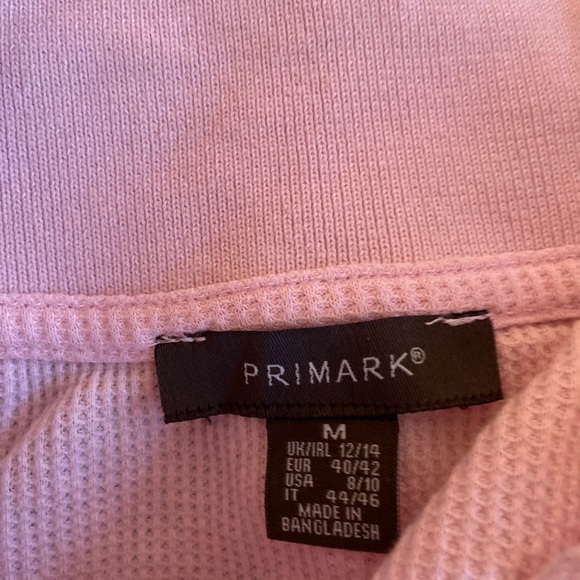 PRIMARK®
M
UK/IRL 12/14
EUR 40/42
USA 8/10
IT 44/46
MADE IN
BANGLADESH